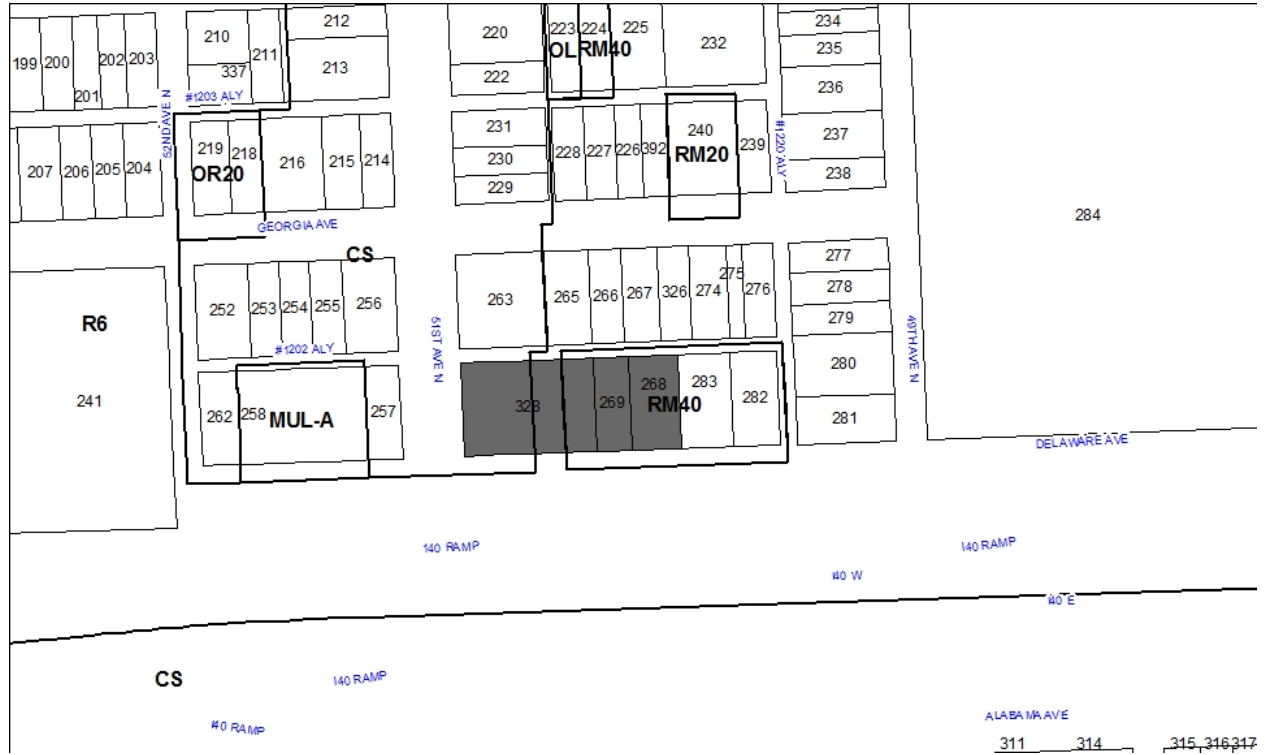 212
223 224 225
234
210
220
232
235
211
OL RM40
199 200 202 203
213
337
222
201
#1203 ALY
236
52ND AVE N
231
240
237
219 218
216 215 214
228 227 226 392
239
#1220 ALY
207 206 205 204
230
RM20
OR20
229
238
GEORGIA AVE
284
CS
277
275
252 253 254 255 256
263
265 266 267 326 274 276
278
R6
279
#1202 ALY
51ST AVE N
49TH AVE N
280
241
262 258
257
328
269
268
283
282
MUL-A
RM40
281
DELAWARE AVE
I40 RAMP
I40 RAMP
I40 W
I40 E
CS
I40 RAMP
I40 RAMP
ALABAMA AVE
311 314 315 316 317